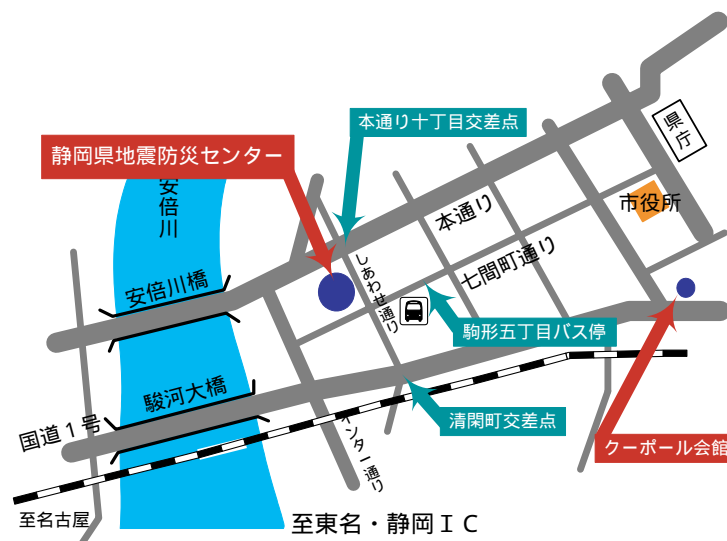 本通り十丁目交差点
静岡県地震防災センター
県庁
市役所
安倍川
本通り
しあわせ通り
七間町通り
安倍川橋
駒形五丁目バス停
駿河大橋
清閑町交差点
国道1号
インター通り
クーポール会館
至名古屋
至東名・静岡IC